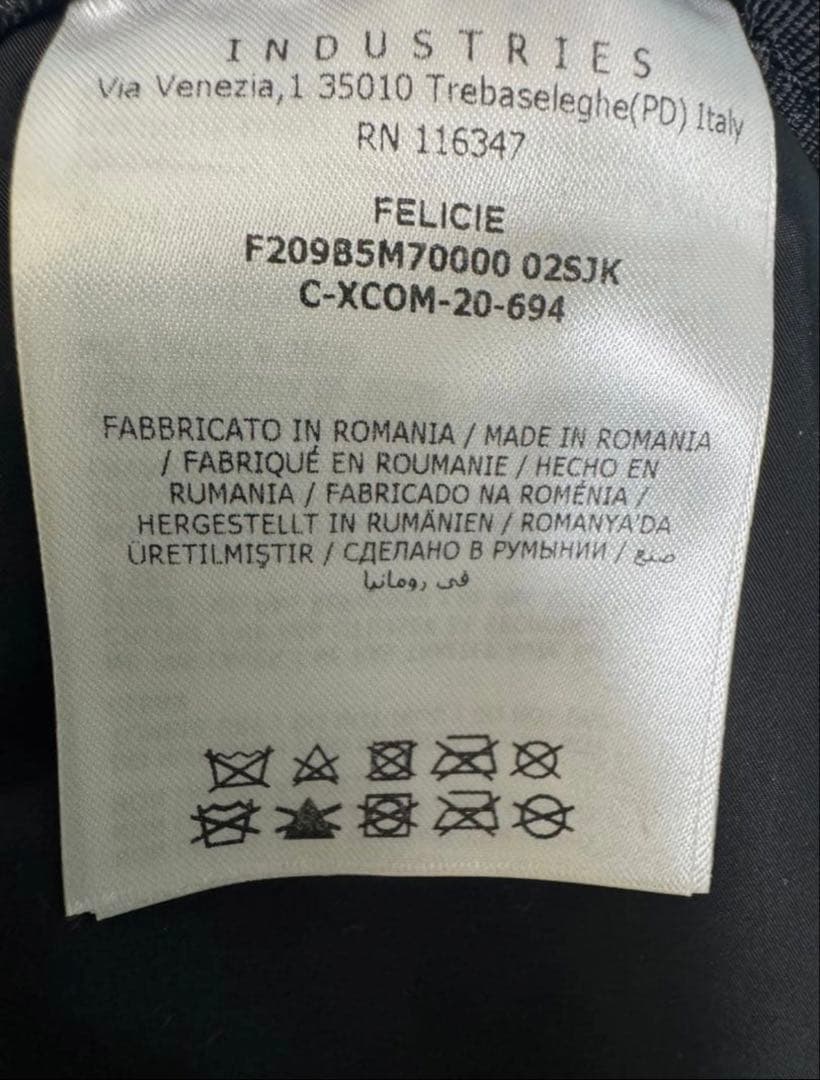 INDUSTRIES
Via Venezia,1 35010 Trebaseleghe(PD) Italy
RN 116347
FELICIE
F209B5M70000 02SJK
C-XCOM-20-694
FABBRICATO IN ROMANIA / MADE IN ROMANIA
/ FABRIQUÉ EN ROUMANIE / HECHO EN
RUMANIA / FABRICADO NA ROMÉNIA /
HERGESTELLT IN RUMÄNIEN / ROMANYA'DA
ÜRETILMIŞTIR / СДЕЛАНО В РУМЫНИИ / صنع
في رومانيا